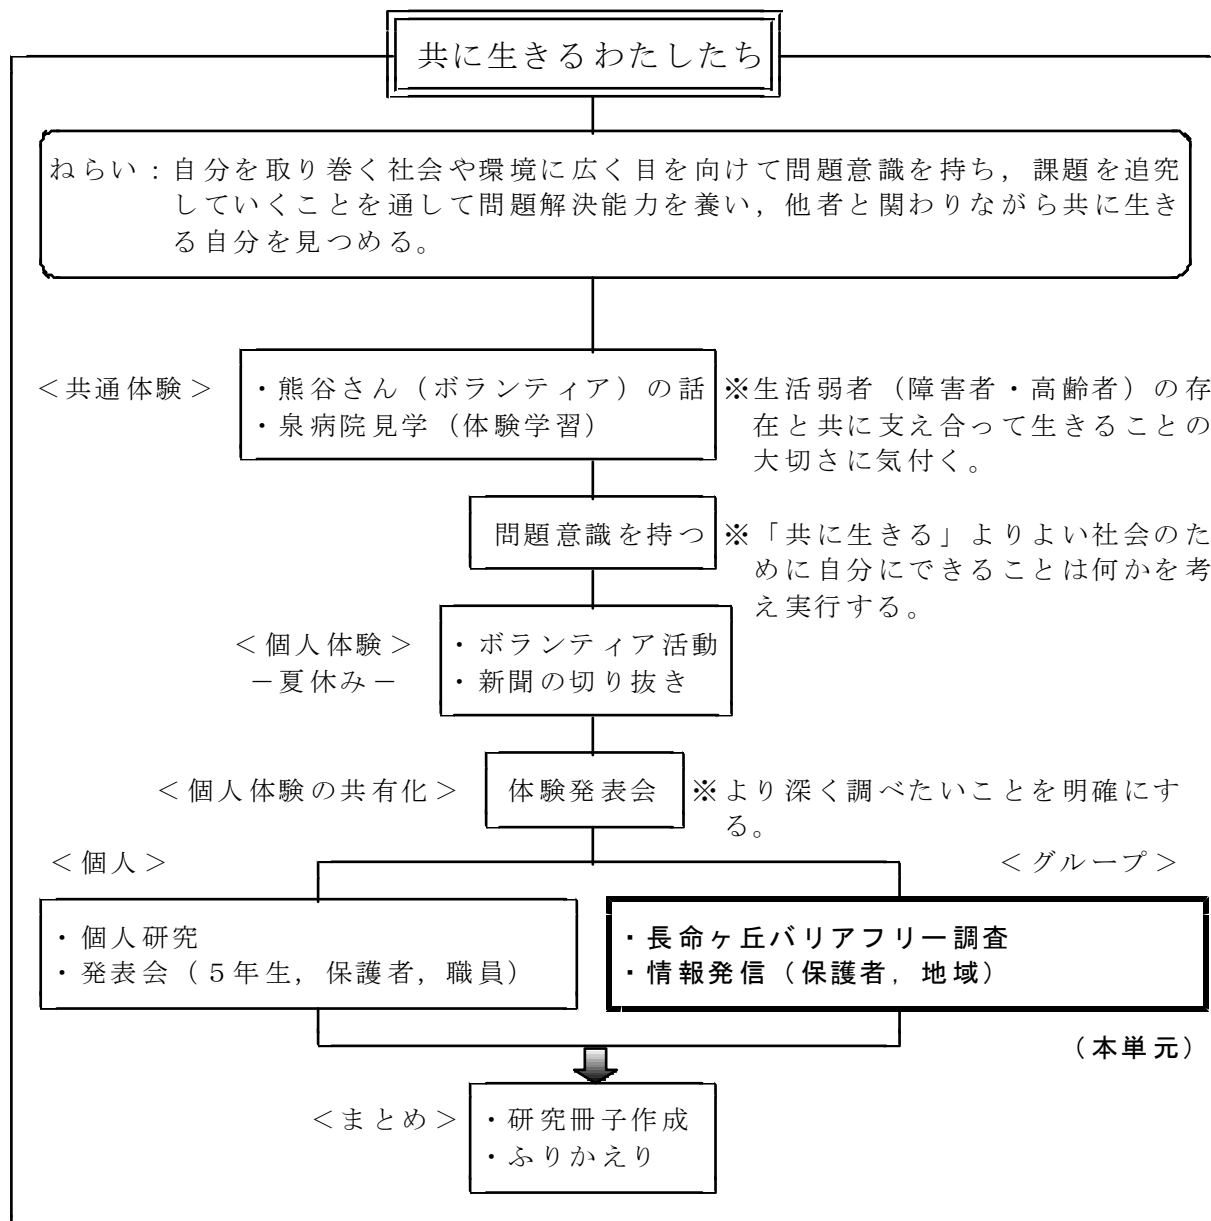 共に生きるわたしたち
ねらい：自分を取り巻く社会や環境に広く目を向けて問題意識を持ち，課題を追究
していくことを通して問題解決能力を養い，他者と関わりながら共に生き
る自分を見つめる。
＜共通体験＞
・熊谷さん（ボランティア）の話
・泉病院見学（体験学習）
※生活弱者（障害者・高齢者）の存
在と共に支え合って生きることの
大切さに気付く。
問題意識を持つ
※「共に生きる」よりよい社会のた
めに自分にできることは何かを考
え実行する。
＜個人体験＞
－夏休み－
・ボランティア活動
・新聞の切り抜き
＜個人体験の共有化＞
体験発表会
※より深く調べたいことを明確にす
る。
＜個人＞
＜グループ＞
・個人研究
・発表会（５年生，保護者，職員）
・長命ヶ丘バリアフリー調査
・情報発信（保護者，地域）
（本単元）
＜まとめ＞
・研究冊子作成
・ふりかえり